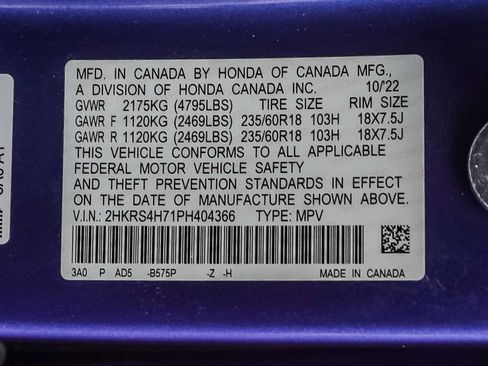 MFD. IN CANADA BY HONDA OF CANADA MFG.,
A DIVISION OF HONDA CANADA INC. 10/'22
GVWR 2175KG (4795LBS) TIRE SIZE RIM SIZE
GAWR F 1120KG (2469LBS) 235/60R18 103H 18X7.5J
GAWR R 1120KG (2469LBS) 235/60R18 103H 18X7.5J
THIS VEHICLE CONFORMS TO ALL APPLICABLE
FEDERAL MOTOR VEHICLE SAFETY
AND THEFT PREVENTION STANDARDS IN EFFECT
ON THE DATE OF MANUFACTURE SHOWN ABOVE.
V.I.N.: 2HKRS4H71PH404366 TYPE: MPV
3A0 P AD5 -B575P -Z -H MADE IN CANADA